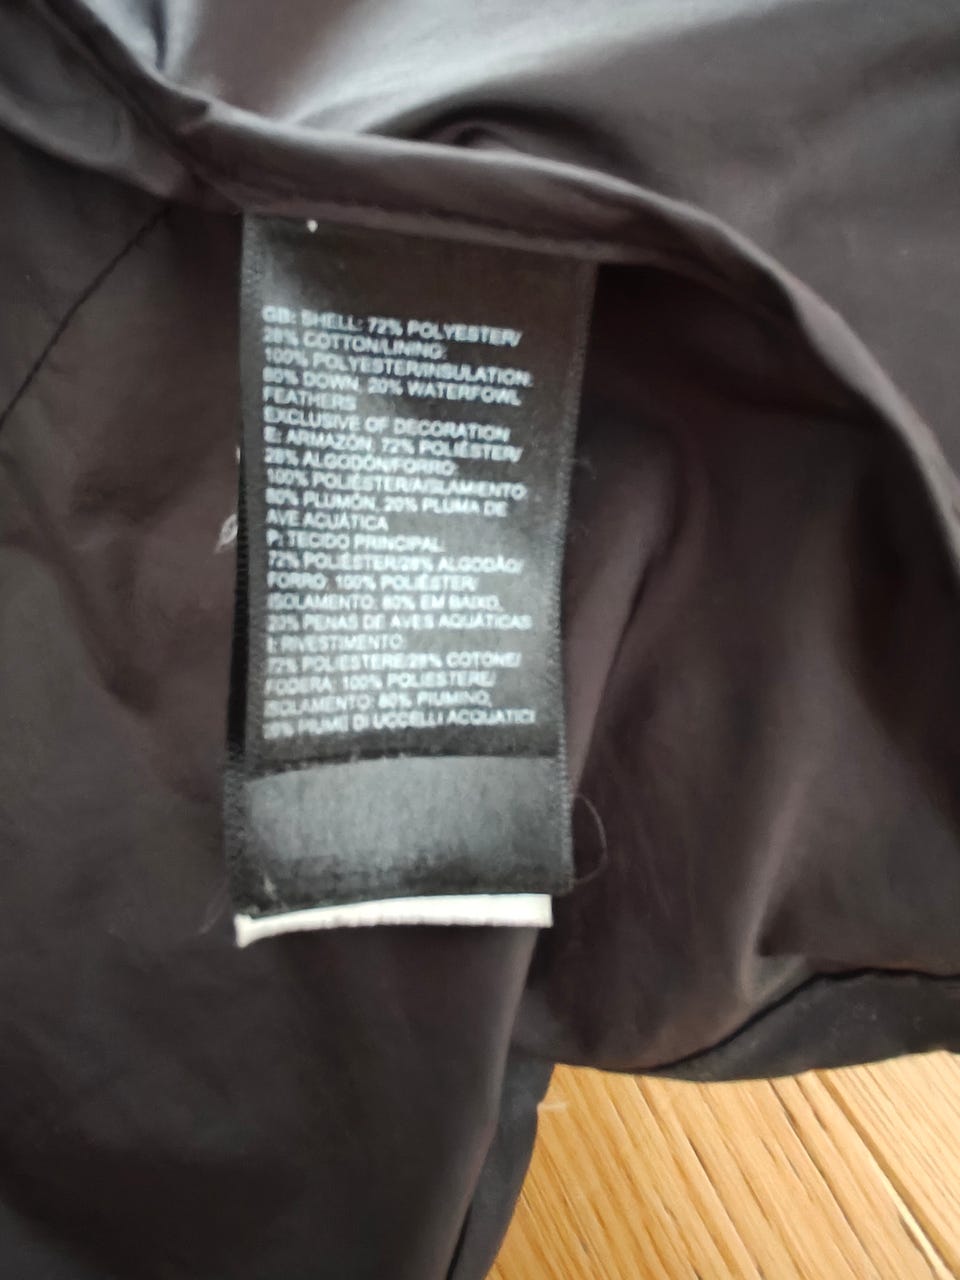 GB: SHELL: 72% POLYESTER/
28% COTTON/LINING:
100% POLYESTER/INSULATION:
80% DOWN, 20% WATERFOWL
FEATHERS
EXCLUSIVE OF DECORATION
E: ARMAZÓN: 72% POLIÉSTER/
28% ALGODÓN/FORRO:
100% POLIÉSTER/AISLAMIENTO:
80% PLUMÓN, 20% PLUMA DE
AVE ACUÁTICA
P: TECIDO PRINCIPAL:
72% POLIÉSTER/28% ALGODÃO/
FORRO: 100% POLIÉSTER/
ISOLAMENTO: 80% EM BAIXO,
20% PENAS DE AVES AQUÁTICAS
I: RIVESTIMENTO:
72% POLIESTERE/28% COTONE/
FODERA: 100% POLIESTERE/
ISOLAMENTO: 80% PIUMINO,
20% PIUME DI UCCELLI ACQUATICI